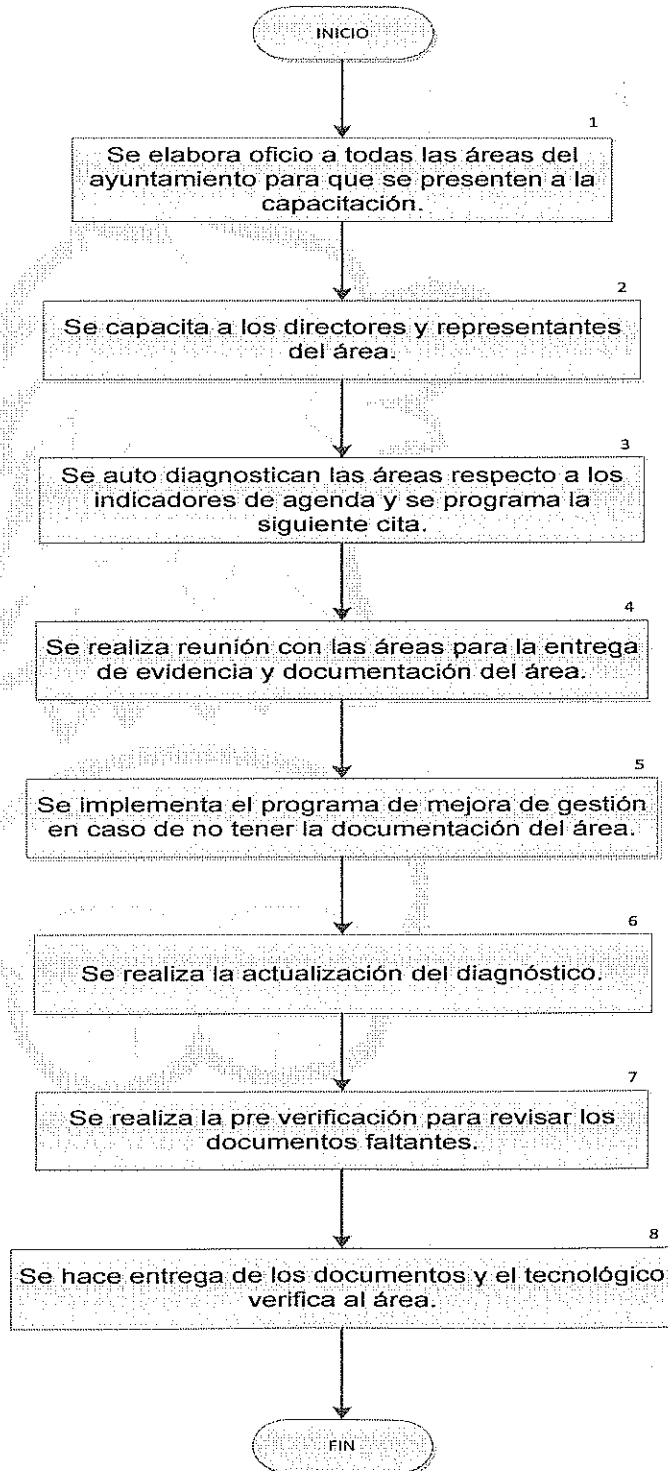 INICIO
1
Se elabora oficio a todas las áreas del
ayuntamiento para que se presenten a la
capacitación.
2
Se capacita a los directores y representantes
del área.
3
Se auto diagnostican las áreas respecto a los
indicadores de agenda y se programa la
siguiente cita.
4
Se realiza reunión con las áreas para la entrega
de evidencia y documentación del área.
5
Se implementa el programa de mejora de gestión
en caso de no tener la documentación del área.
6
Se realiza la actualización del diagnóstico.
7
Se realiza la pre verificación para revisar los
documentos faltantes.
8
Se hace entrega de los documentos y el tecnológico
verifica al área.
FIN